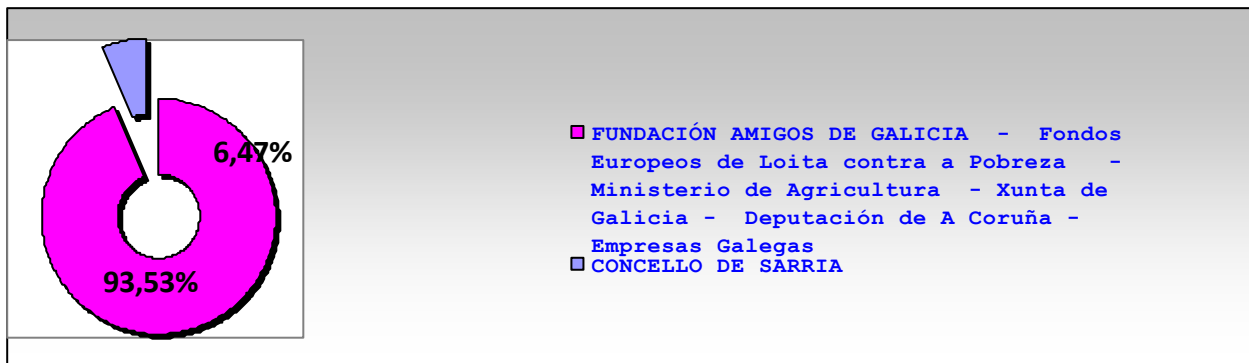 6,47%
93,53%
FUNDACIÓN AMIGOS DE GALICIA - Fondos
Europeos de Loita contra a Pobreza -
Ministerio de Agricultura - Xunta de
Galicia - Deputación de A Coruña -
Empresas Galegas
CONCELLO DE SARRIA